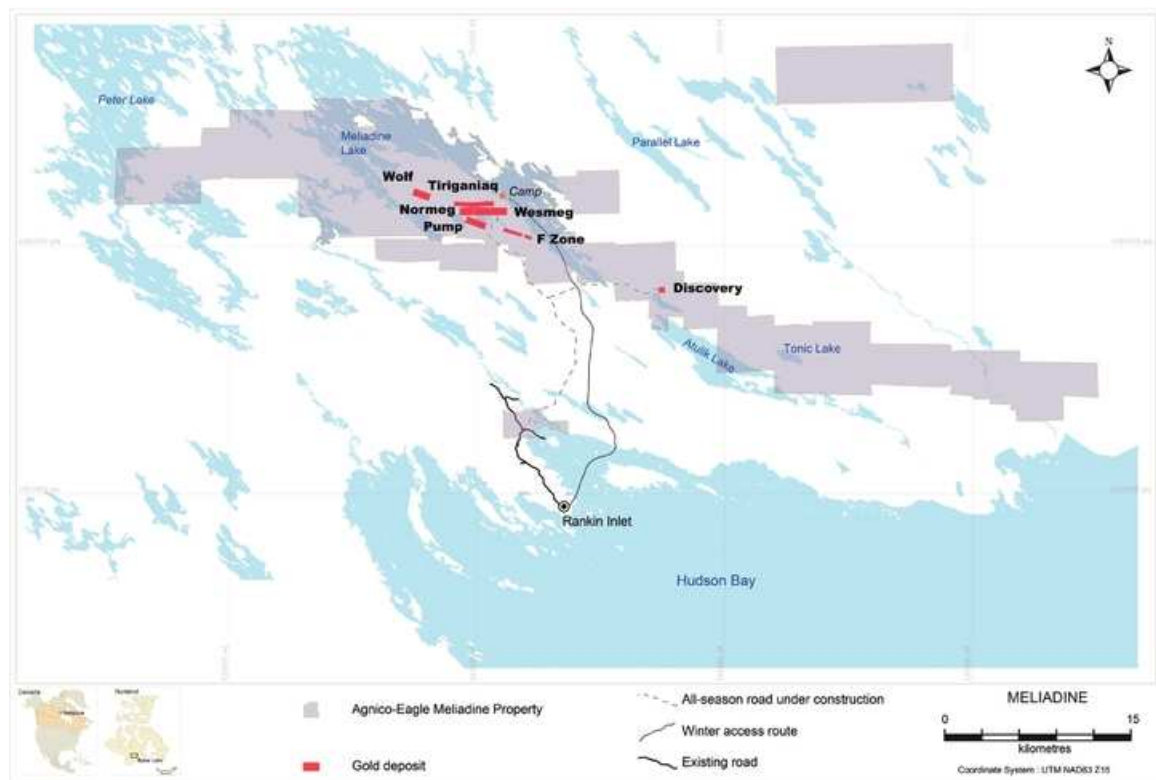 N
Peter Lake
Meliadine
Lake
Parallel Lake
Wolf
Tiriganiaq
Camp
Normeg
Wesmeg
Pump
F Zone
Discovery
Atulik Lake
Tonic Lake
Rankin Inlet
Hudson Bay
Canada
Nunavut
Agnico-Eagle Meliadine Property
Gold deposit
All-season road under construction
Winter access route
Existing road
MELIADINE
0 15
kilometres
Coordinate System : UTM NAD83 Z15